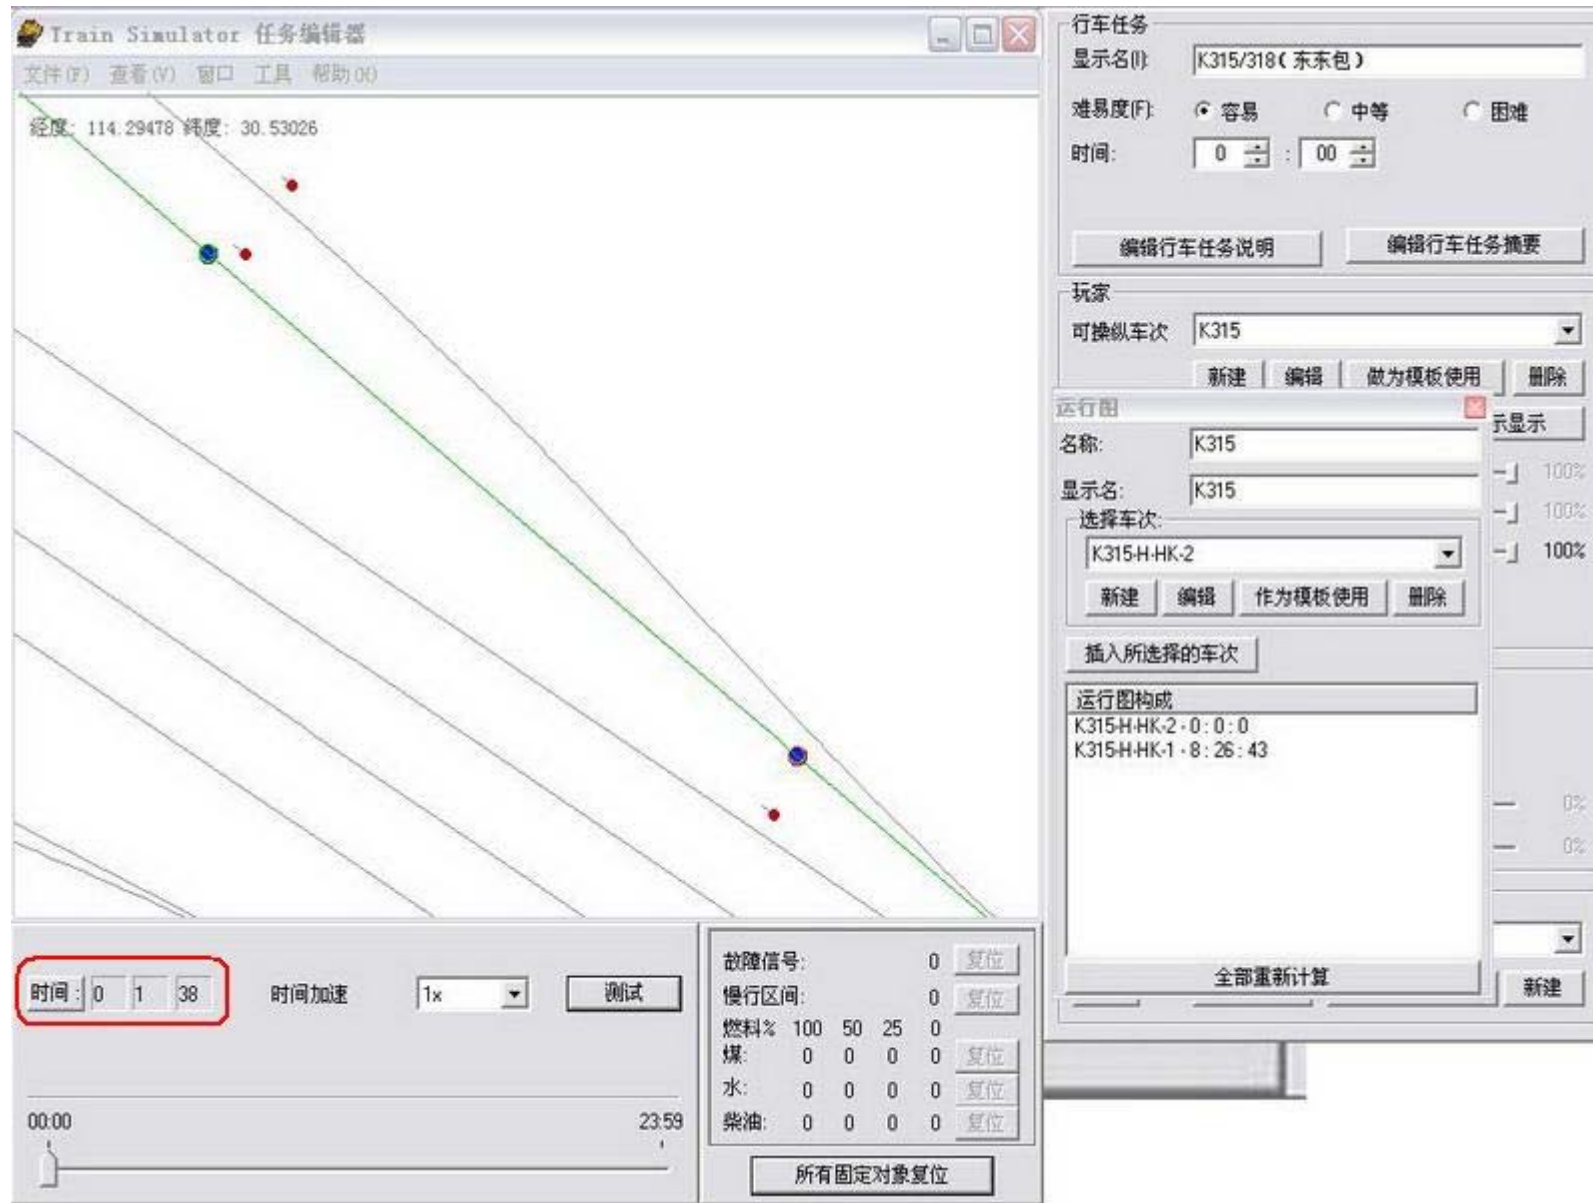 Train Simulator 任务编辑器
文件(F) 查看(V) 窗口 工具 帮助(X)
经度: 114.29478 纬度: 30.53026
行车任务
显示名(I): K315/318(东东包)
难易度(F): 容易 中等 困难
时间: 0 : 00
编辑行车任务说明 编辑行车任务摘要
玩家
可操纵车次 K315
新建 编辑 做为模板使用 删除
运行图
示显示
名称: K315
显示名: K315
100%
100%
100%
选择车次:
K315-H-HK-2
新建 编辑 作为模板使用 删除
插入所选择的车次
运行图构成
K315-H-HK-2 - 0 : 0 : 0
K315-H-HK-1 - 8 : 26 : 43
0%
0%
全部重新计算
新建
时间 : 0 1 38 时间加速 1x 测试
00:00 23:59
故障信号: 0 复位
慢行区间: 0 复位
燃料% 100 50 25 0
煤: 0 0 0 0 复位
水: 0 0 0 0 复位
柴油: 0 0 0 0 复位
所有固定对象复位